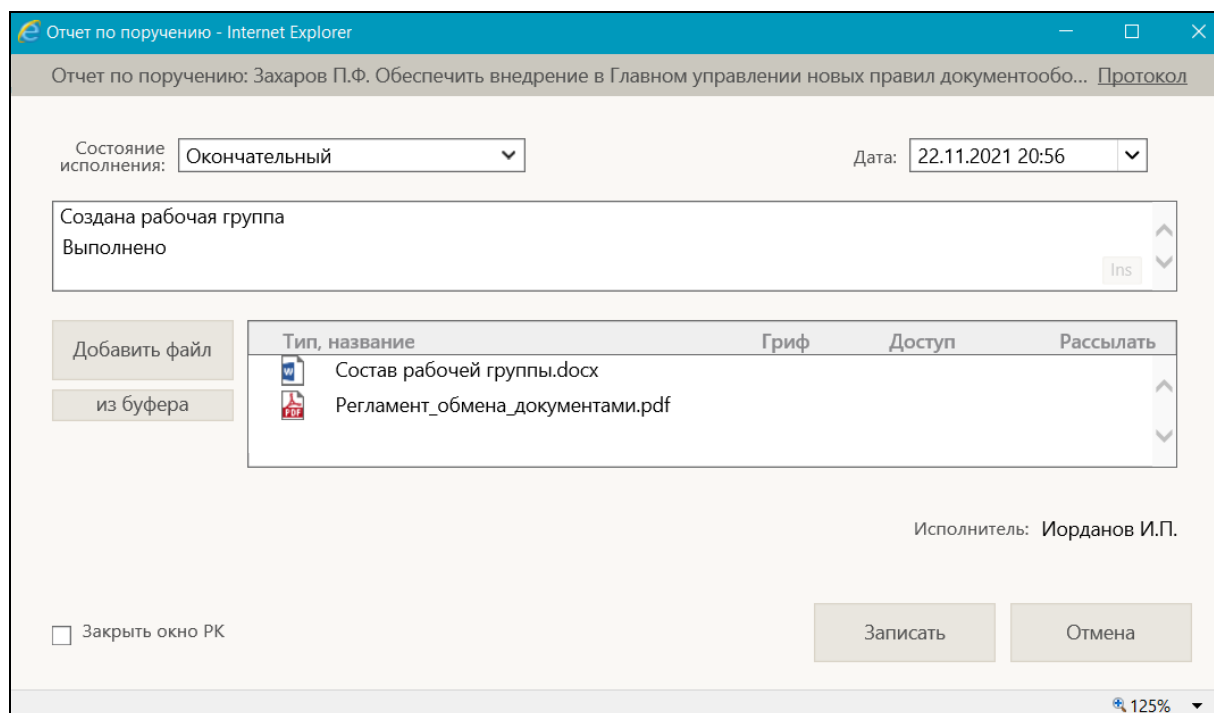 Отчет по поручению - Internet Explorer
Отчет по поручению: Захаров П.Ф. Обеспечить внедрение в Главном управлении новых правил документообо... Протокол
Состояние
исполнения: Окончательный Дата: 22.11.2021 20:56
Создана рабочая группа
Выполнено
Ins
Добавить файл Тип, название Гриф Доступ Рассылать
Состав рабочей группы.docx
из буфера Регламент_обмена_документами.pdf
Исполнитель: Иорданов И.П.
Закрыть окно РК Записать Отмена
125%